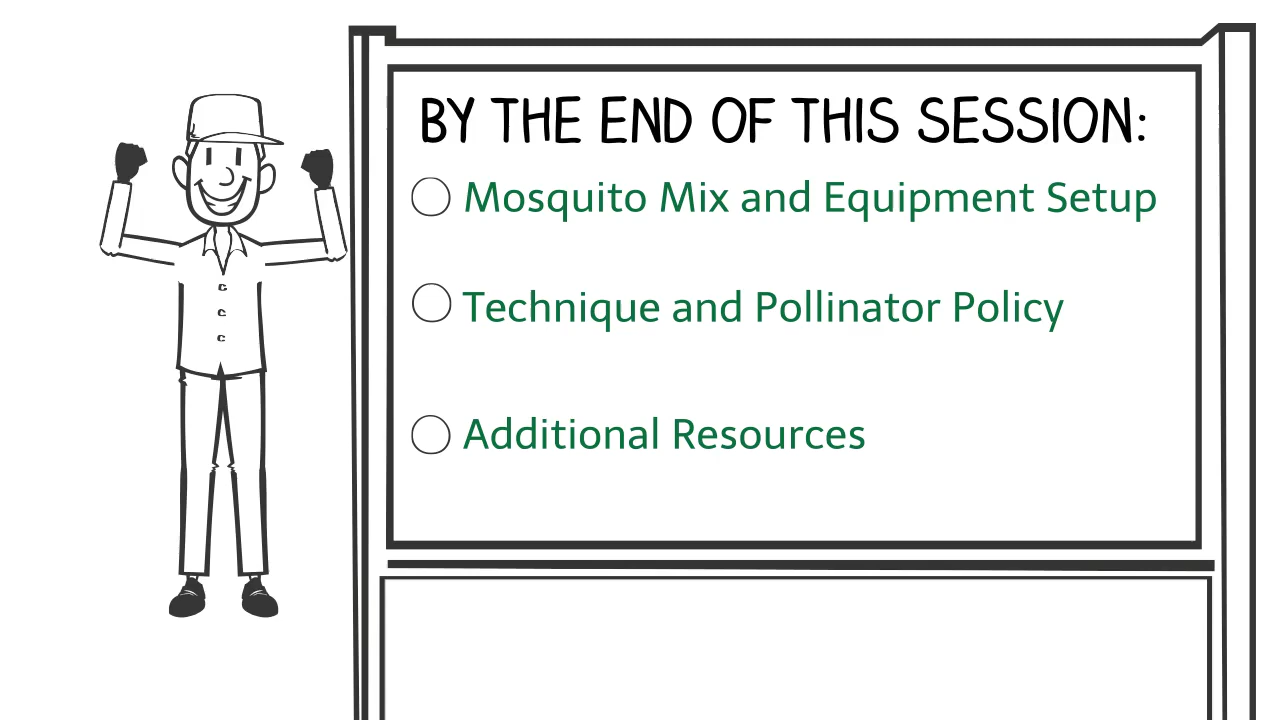 BY THE END OF THIS SESSION:
Mosquito Mix and Equipment Setup
Technique and Pollinator Policy
Additional Resources